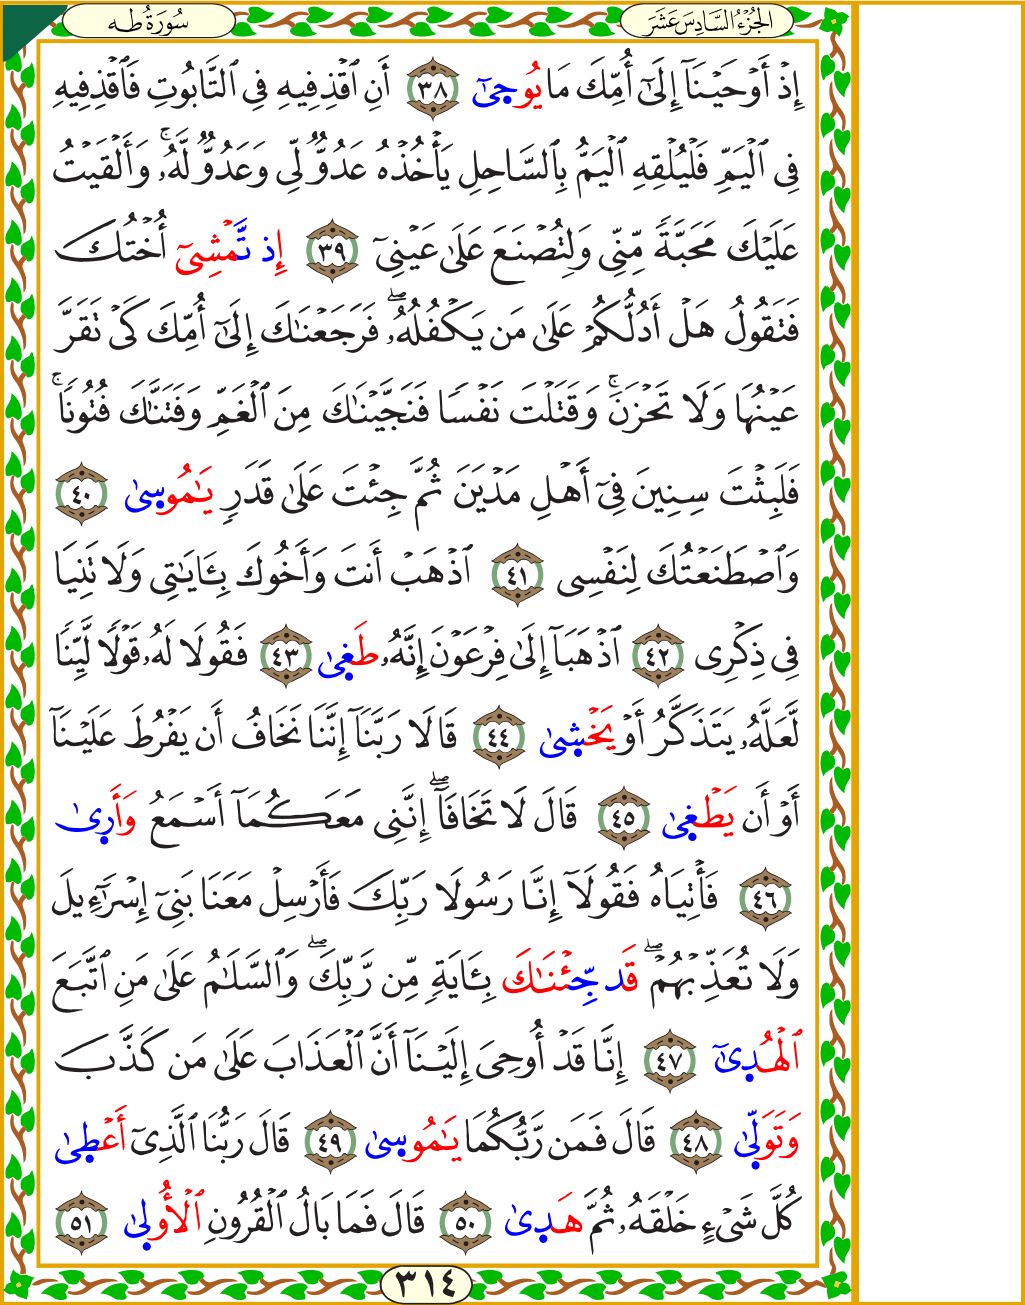 الجُزْءُ السَّادِسَ عَشَرَ
سُورَةُ طه
إِذۡ أَوۡحَيۡنَآ إِلَىٰٓ أُمِّكَ مَا يُوحَىٰٓ ٣٨ أَنِ ٱقۡذِفِيهِ فِي ٱلتَّابُوتِ فَٱقۡذِفِيهِ
فِي ٱلۡيَمِّ فَلۡيُلۡقِهِ ٱلۡيَمُّ بِٱلسَّاحِلِ يَأۡخُذۡهُ عَدُوّٞ لِّي وَعَدُوّٞ لَّهُۥۚ وَأَلۡقَيۡتُ
عَلَيۡكَ مَحَبَّةٗ مِّنِّي وَلِتُصۡنَعَ عَلَىٰ عَيۡنِيٓ ٣٩ إِذ تَّمۡشِيٓ أُخۡتُكَ
فَتَقُولُ هَلۡ أَدُلُّكُمۡ عَلَىٰ مَن يَكۡفُلُهُۥۖ فَرَجَعۡنَٰكَ إِلَىٰٓ أُمِّكَ كَيۡ تَقَرَّ
عَيۡنُهَا وَلَا تَحۡزَنَۚ وَقَتَلۡتَ نَفۡسٗا فَنَجَّيۡنَٰكَ مِنَ ٱلۡغَمِّ وَفَتَنَّٰكَ فُتُونٗاۚ
فَلَبِثۡتَ سِنِينَ فِيٓ أَهۡلِ مَدۡيَنَ ثُمَّ جِئۡتَ عَلَىٰ قَدَرٖ يَٰمُوسَىٰ ٤٠
وَٱصۡطَنَعۡتُكَ لِنَفۡسِي ٤١ ٱذۡهَبۡ أَنتَ وَأَخُوكَ بِـَٔايَٰتِي وَلَا تَنِيَا
فِي ذِكۡرِي ٤٢ ٱذۡهَبَآ إِلَىٰ فِرۡعَوۡنَ إِنَّهُۥ طَغَىٰ ٤٣ فَقُولَا لَهُۥ قَوۡلٗا لَّيِّنٗا
لَّعَلَّهُۥ يَتَذَكَّرُ أَوۡ يَخۡشَىٰ ٤٤ قَالَا رَبَّنَآ إِنَّنَا نَخَافُ أَن يَفۡرُطَ عَلَيۡنَآ
أَوۡ أَن يَطۡغَىٰ ٤٥ قَالَ لَا تَخَافَآۖ إِنَّنِي مَعَكُمَآ أَسۡمَعُ وَأَرَىٰ
٤٦ فَأۡتِيَاهُ فَقُولَآ إِنَّا رَسُولَا رَبِّكَ فَأَرۡسِلۡ مَعَنَا بَنِيٓ إِسۡرَٰٓءِيلَ
وَلَا تُعَذِّبۡهُمۡۖ قَد جِّئۡنَٰكَ بِـَٔايَةٖ مِّن رَّبِّكَۖ وَٱلسَّلَٰمُ عَلَىٰ مَنِ ٱتَّبَعَ
ٱلۡهُدَىٰٓ ٤٧ إِنَّا قَدۡ أُوحِيَ إِلَيۡنَآ أَنَّ ٱلۡعَذَابَ عَلَىٰ مَن كَذَّبَ
وَتَوَلَّىٰ ٤٨ قَالَ فَمَن رَّبُّكُمَا يَٰمُوسَىٰ ٤٩ قَالَ رَبُّنَا ٱلَّذِيٓ أَعۡطَىٰ
كُلَّ شَيۡءٍ خَلۡقَهُۥ ثُمَّ هَدَىٰ ٥٠ قَالَ فَمَا بَالُ ٱلۡقُرُونِ ٱلۡأُولَىٰ ٥١
٣١٤